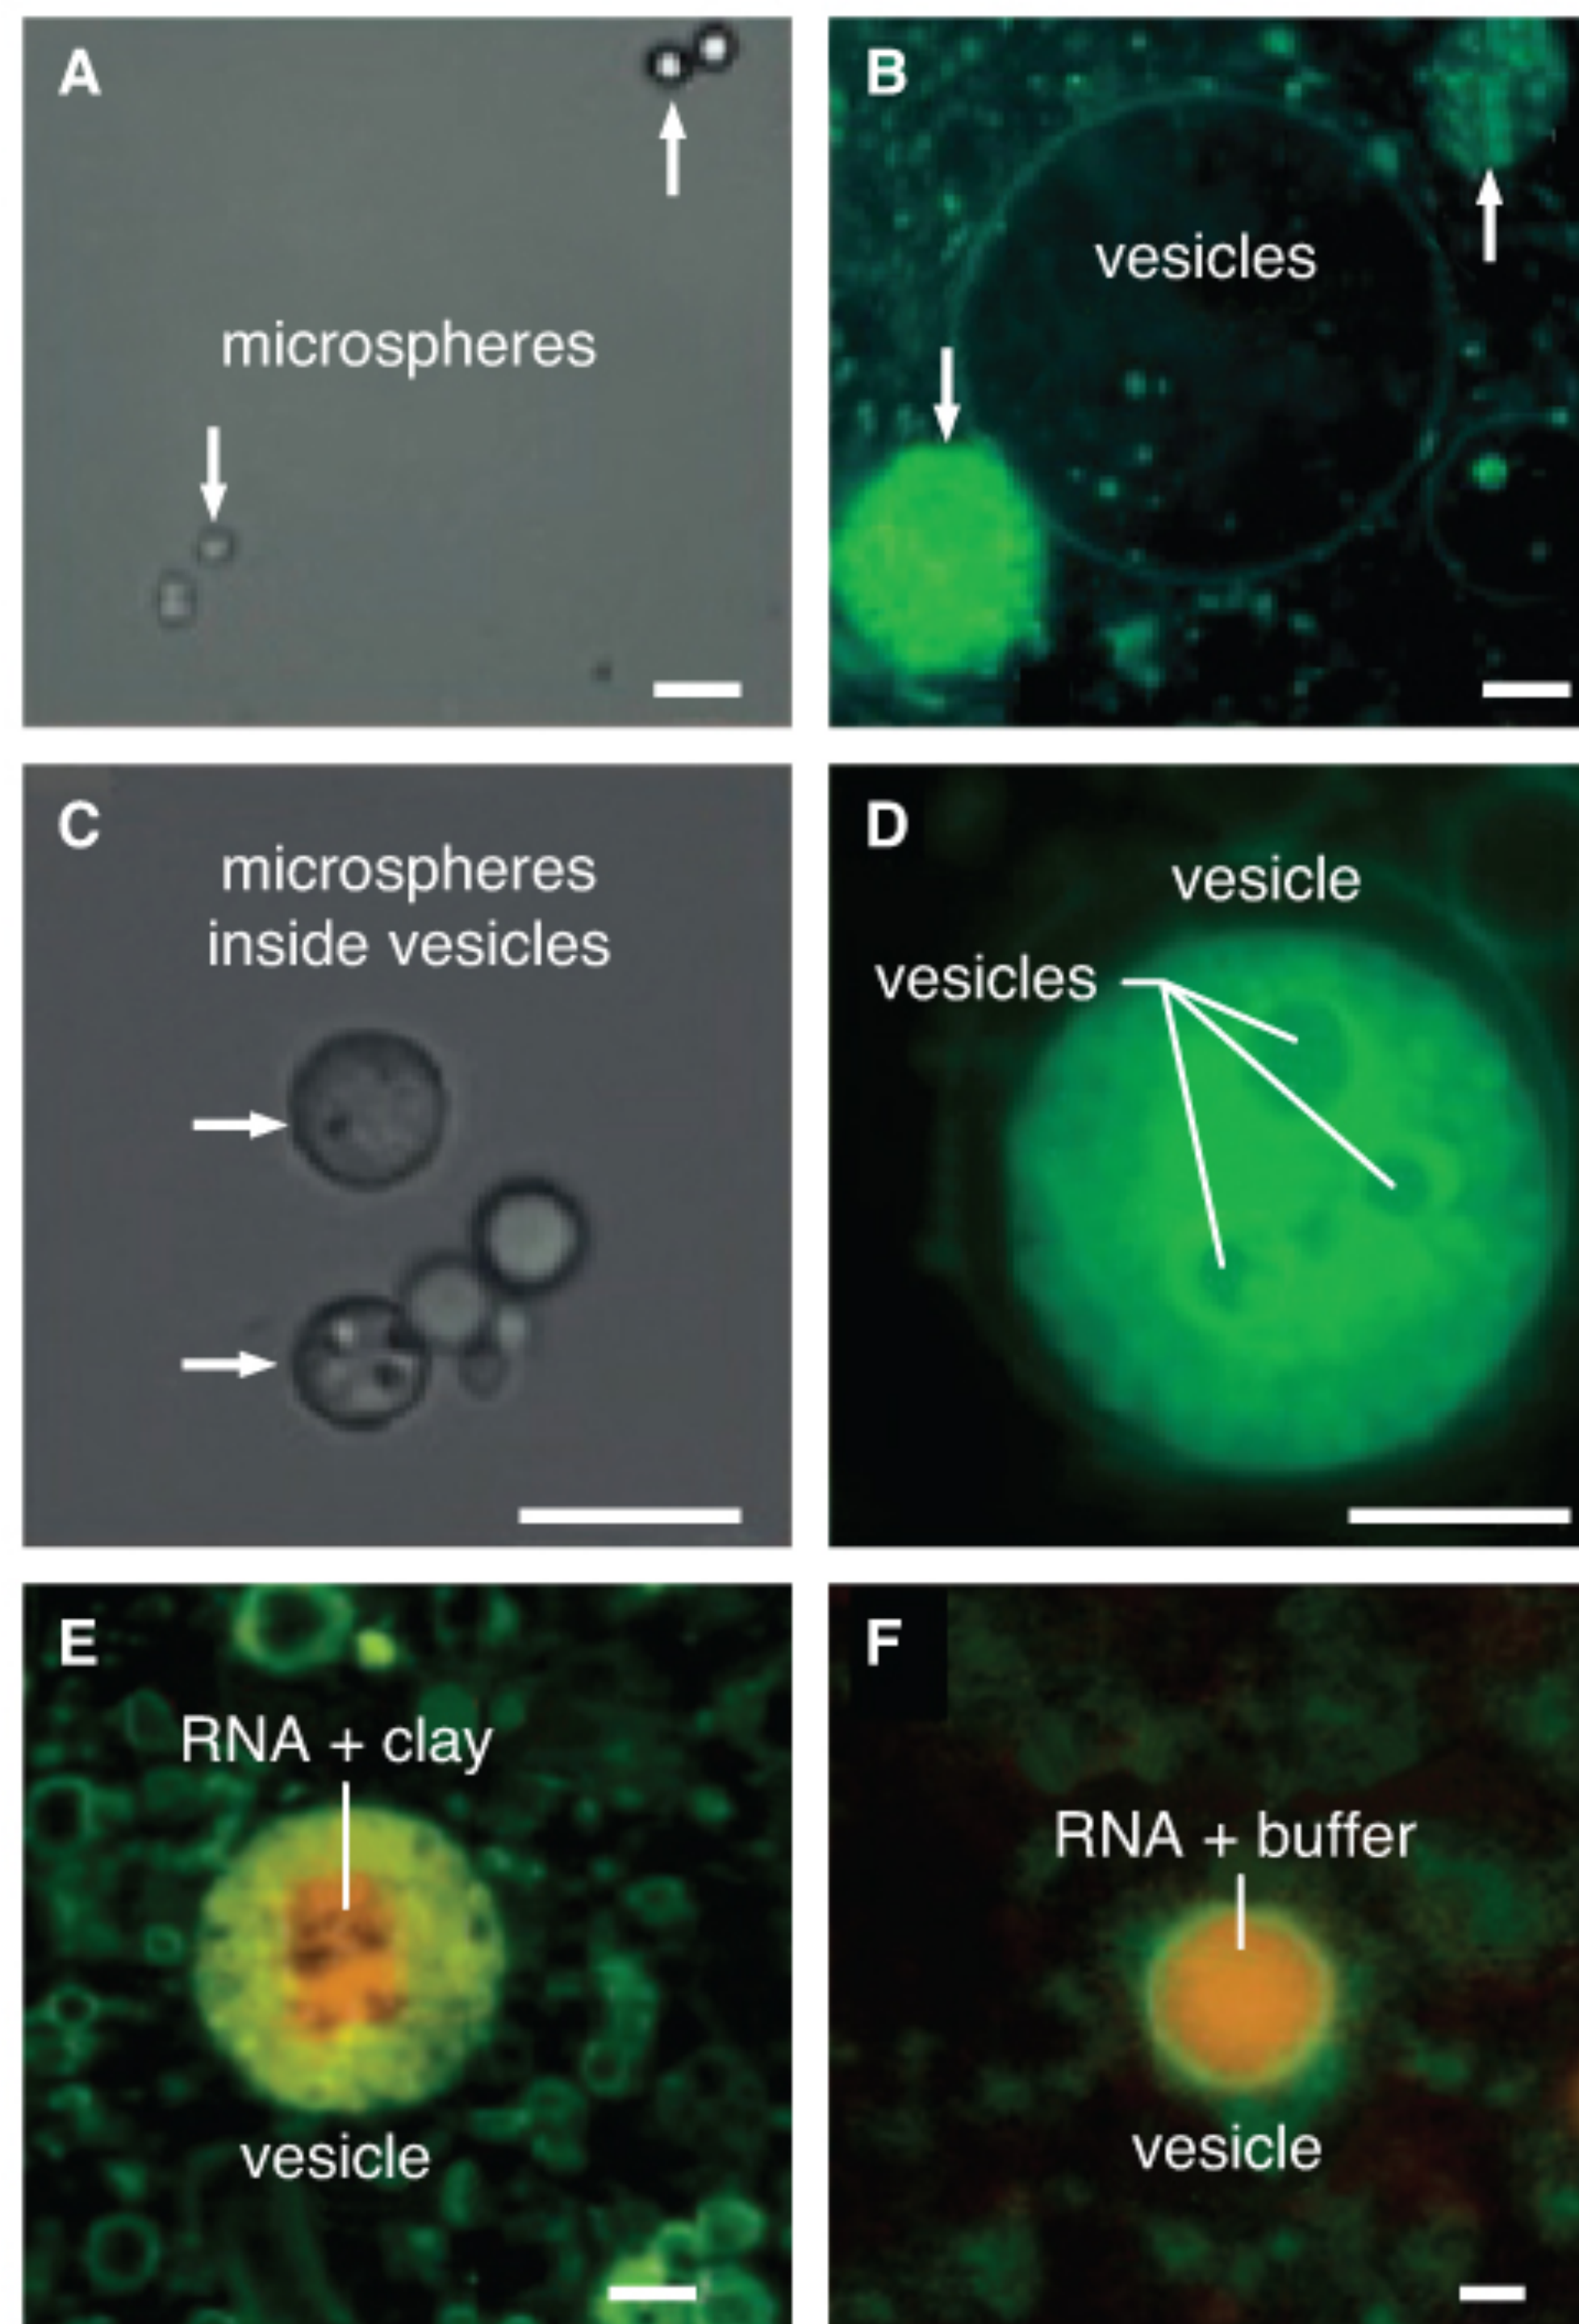 A
microspheres
B
vesicles
C
microspheres
inside vesicles
D
vesicle
vesicles
E
RNA + clay
vesicle
F
RNA + buffer
vesicle